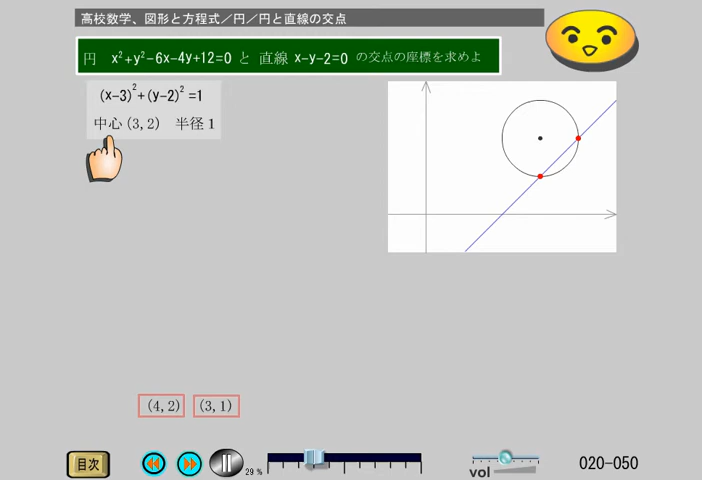 高校数学、図形と方程式／円／円と直線の交点
円 x²+y²−6x−4y+12=0 と 直線 x−y−2=0 の交点の座標を求めよ
(x−3)²+(y−2)²=1
中心(3,2) 半径1
(4,2) (3,1)
目次 29% vol 020-050